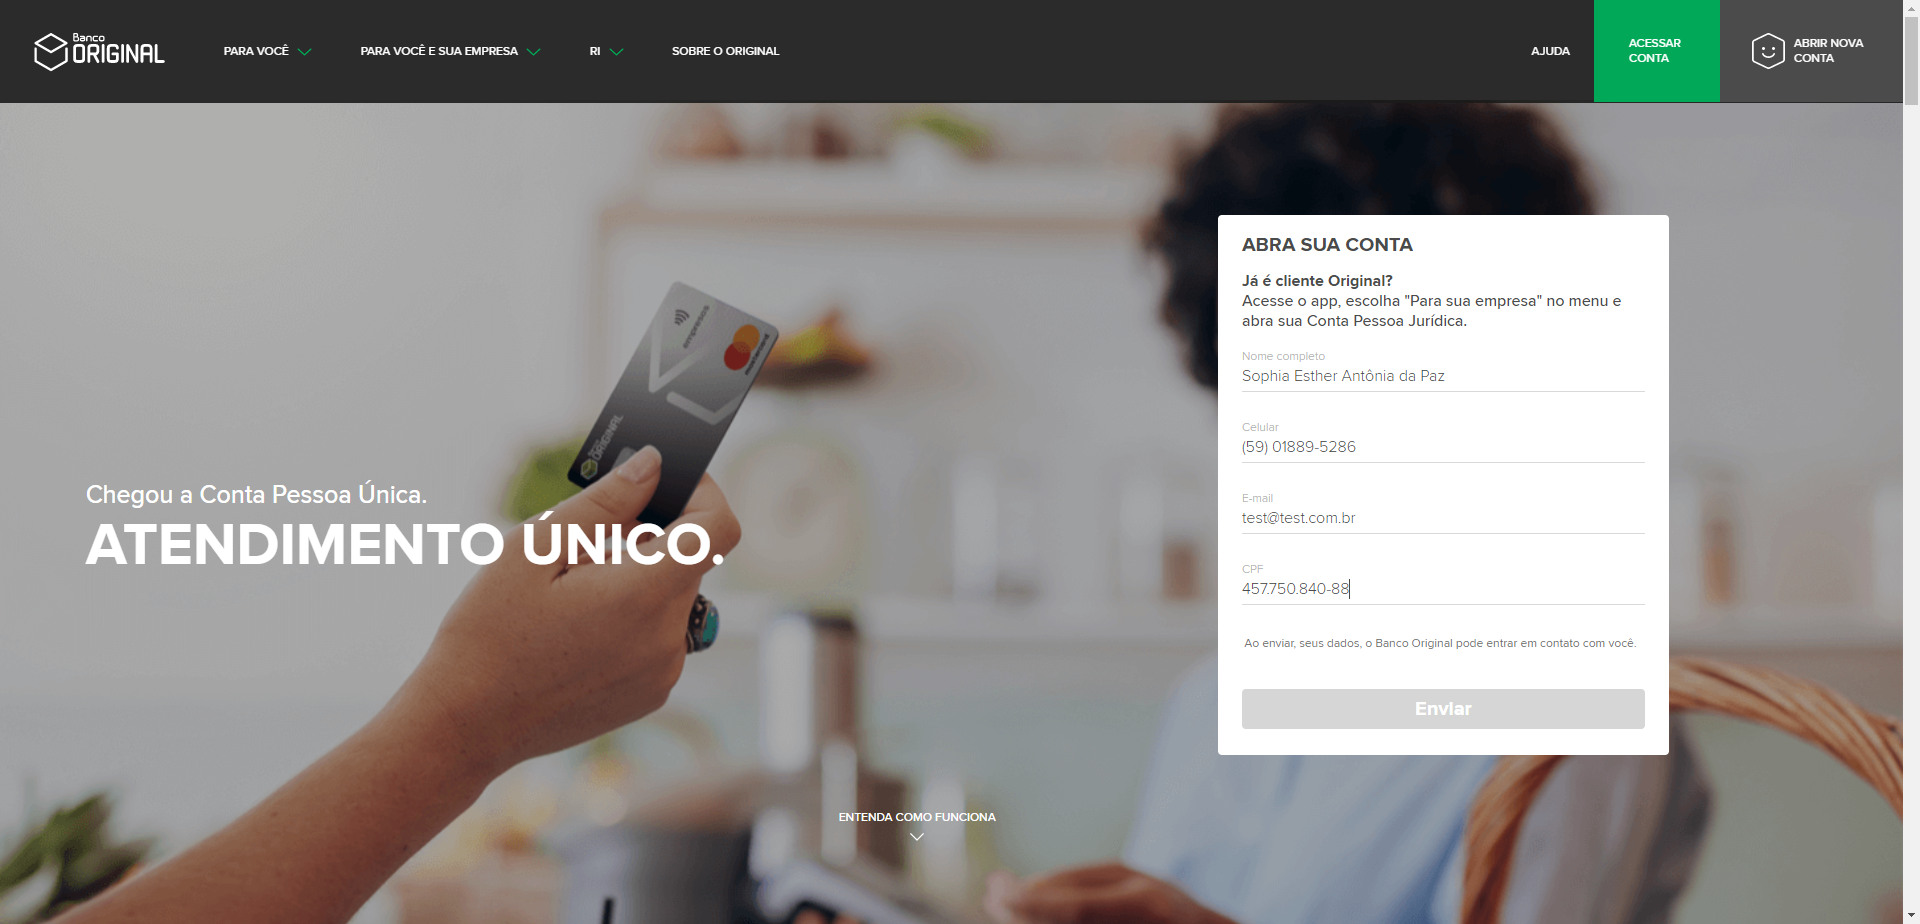 Banco
ORIGINAL
PARA VOCÊ
PARA VOCÊ E SUA EMPRESA
RI
SOBRE O ORIGINAL
AJUDA
ACESSAR
CONTA
ABRIR NOVA
CONTA
empresas
mastercard
Banco
ORIGINAL
Chegou a Conta Pessoa Única.
ATENDIMENTO ÚNICO.
ABRA SUA CONTA
Já é cliente Original?
Acesse o app, escolha "Para sua empresa" no menu e
abra sua Conta Pessoa Jurídica.
Nome completo
Sophia Esther Antônia da Paz
Celular
(59) 01889-5286
E-mail
test@test.com.br
CPF
457.750.840-88
Ao enviar, seus dados, o Banco Original pode entrar em contato com você.
Enviar
ENTENDA COMO FUNCIONA